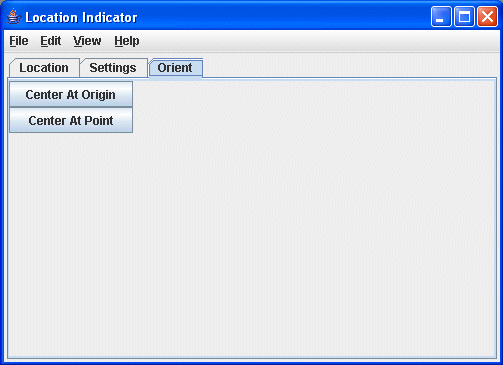 Location Indicator
File Edit View Help
Location Settings Orient
Center At Origin
Center At Point